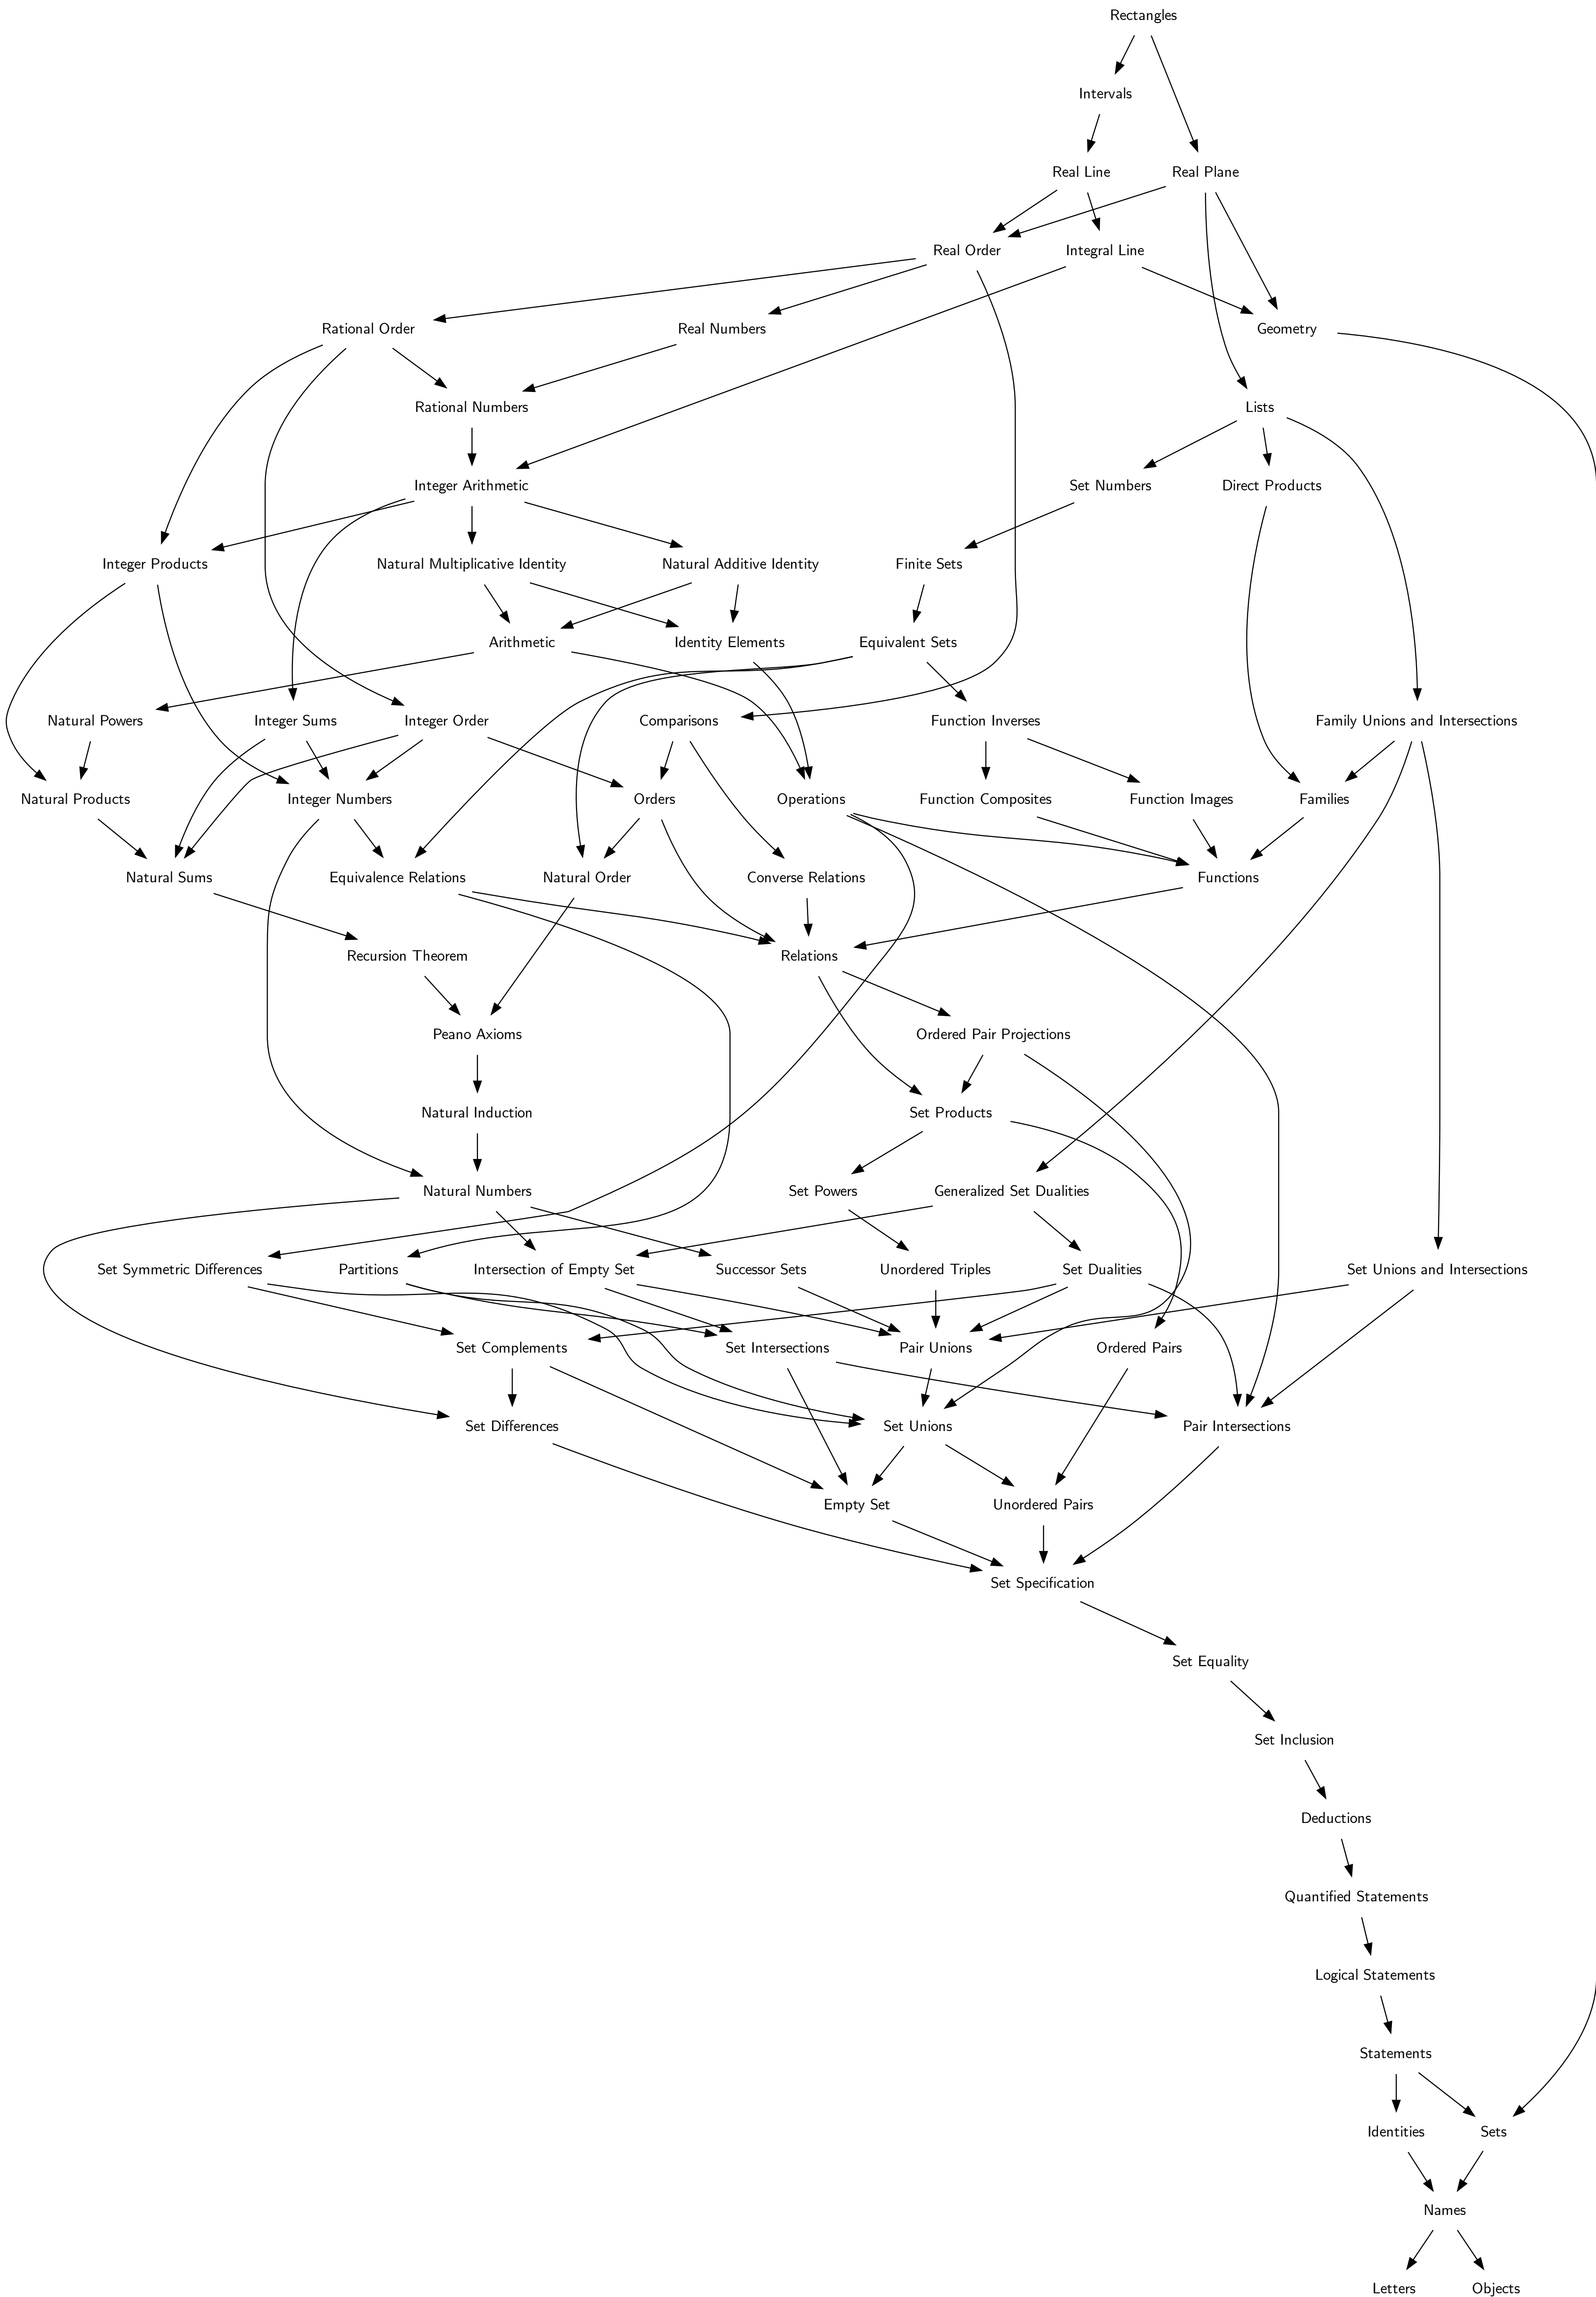 Rectangles
Intervals
Real Line
Real Plane
Real Order
Integral Line
Rational Order
Real Numbers
Geometry
Rational Numbers
Lists
Integer Arithmetic
Set Numbers
Direct Products
Integer Products
Natural Multiplicative Identity
Natural Additive Identity
Finite Sets
Arithmetic
Identity Elements
Equivalent Sets
Natural Powers
Integer Sums
Integer Order
Comparisons
Function Inverses
Family Unions and Intersections
Natural Products
Integer Numbers
Orders
Operations
Function Composites
Function Images
Families
Natural Sums
Equivalence Relations
Natural Order
Converse Relations
Functions
Recursion Theorem
Relations
Peano Axioms
Ordered Pair Projections
Natural Induction
Set Products
Natural Numbers
Set Powers
Generalized Set Dualities
Set Symmetric Differences
Partitions
Intersection of Empty Set
Successor Sets
Unordered Triples
Set Dualities
Set Unions and Intersections
Set Complements
Set Intersections
Pair Unions
Ordered Pairs
Set Differences
Set Unions
Pair Intersections
Empty Set
Unordered Pairs
Set Specification
Set Equality
Set Inclusion
Deductions
Quantified Statements
Logical Statements
Statements
Identities
Sets
Names
Letters
Objects